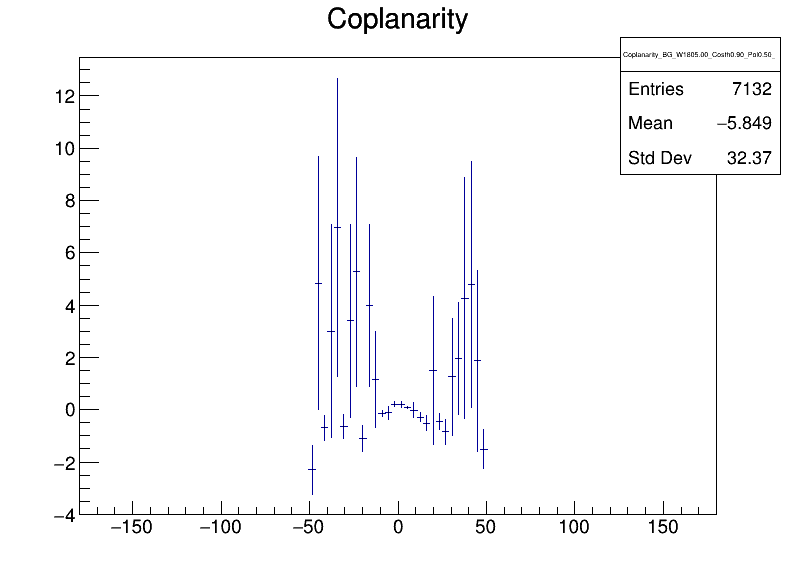 Coplanarity
Coplanarity_BG_W1805.00_Costh0.90_Pol0.50_
Entries 7132
Mean −5.849
Std Dev 32.37
12
10
8
6
4
2
0
−2
−4
−150 −100 −50 0 50 100 150